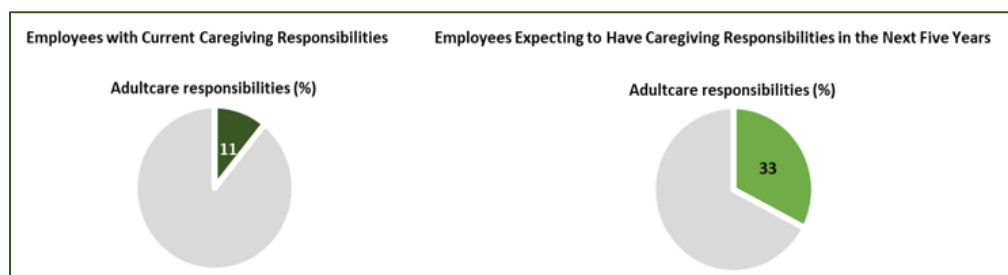 Employees with Current Caregiving Responsibilities
Employees Expecting to Have Caregiving Responsibilities in the Next Five Years
Adultcare responsibilities (%)
Adultcare responsibilities (%)
11
33